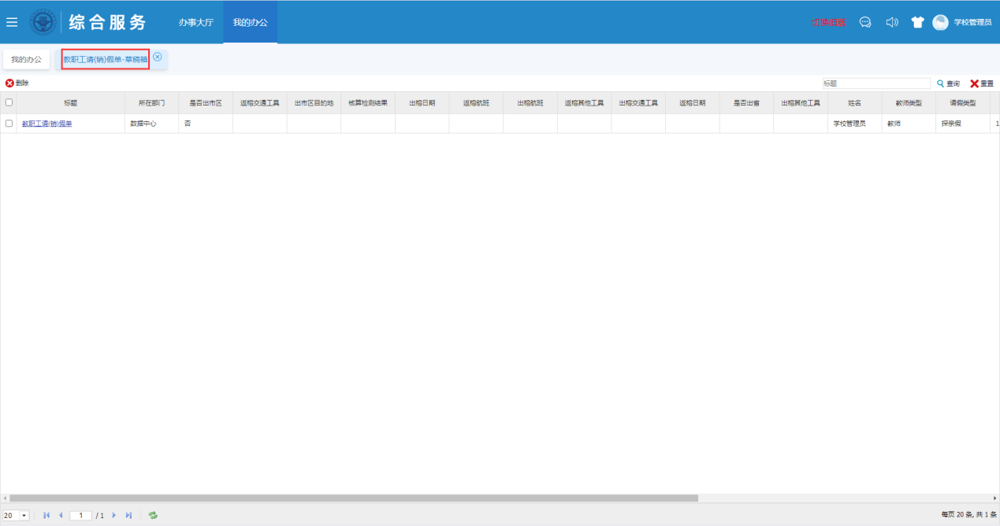 综合服务 办事大厅 我的办公 切换旧版 学校管理员
我的办公 教职工请(销)假单-草稿箱
删除 标题 查询 重置
标题 所在部门 是否出市区 返榕交通工具 出市区目的地 核算检测结果 出榕日期 返榕航班 出榕航班 返榕其他工具 出榕交通工具 返榕日期 是否出省 出榕其他工具 姓名 教师类型 请假类型
教职工请(销)假单 数据中心 否 学校管理员 教师 探亲假 1
20 1 / 1 每页 20 条, 共 1 条